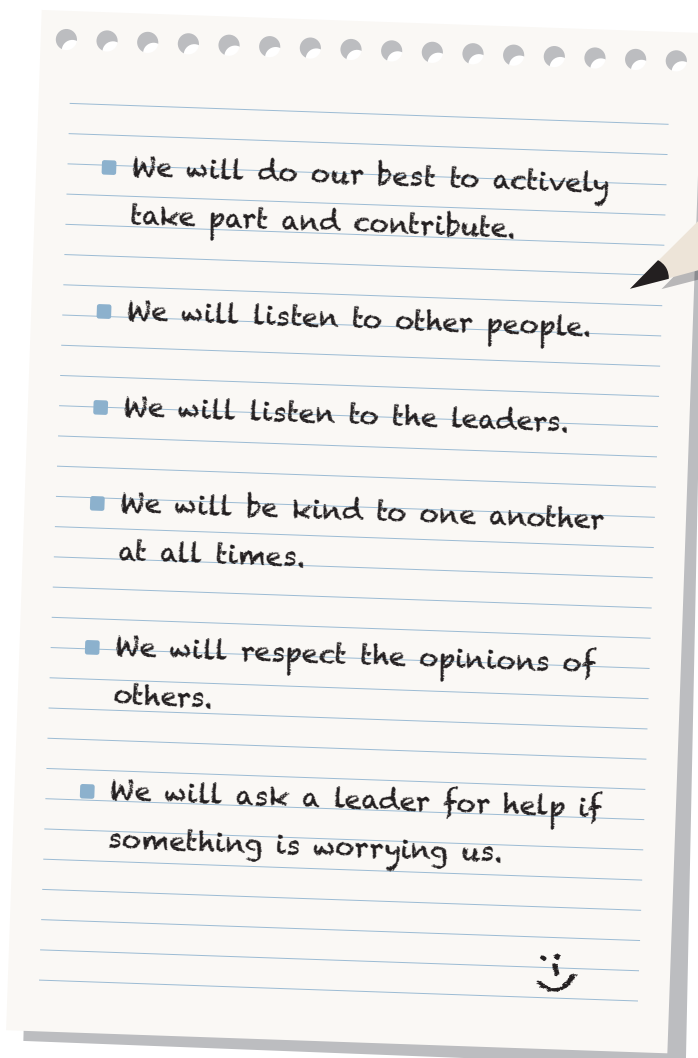 We will do our best to actively
take part and contribute.
We will listen to other people.
We will listen to the leaders.
We will be kind to one another
at all times.
We will respect the opinions of
others.
We will ask a leader for help if
something is worrying us.